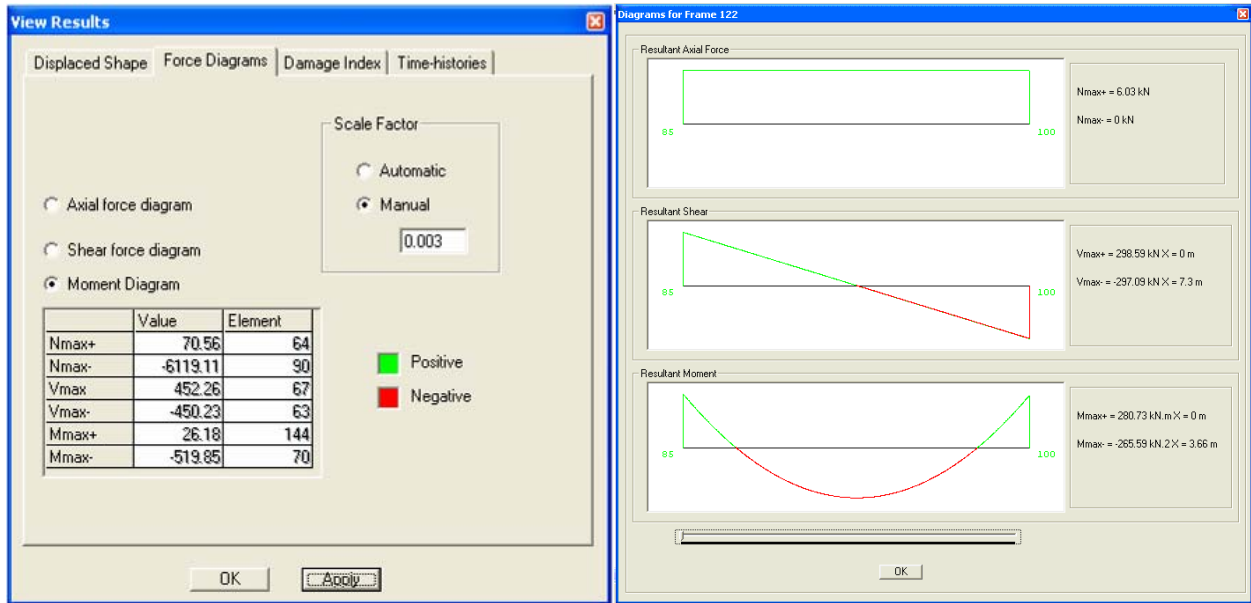 View Results
Displaced Shape Force Diagrams Damage Index Time-histories
Scale Factor
Automatic
Manual
0.003
Axial force diagram
Shear force diagram
Moment Diagram
Value Element
Nmax+ 70.56 64
Nmax- -6119.11 90
Vmax 452.26 67
Vmax- -450.23 63
Mmax+ 26.18 144
Mmax- -519.85 70
Positive
Negative
OK Apply
Diagrams for Frame 122
Resultant Axial Force
85 100
Nmax+ = 6.03 kN
Nmax- = 0 kN
Resultant Shear
85 100
Vmax+ = 298.59 kN X = 0 m
Vmax- = -297.09 kN X = 7.3 m
Resultant Moment
85 100
Mmax+ = 280.73 kN.m X = 0 m
Mmax- = -265.59 kN.2 X = 3.66 m
OK